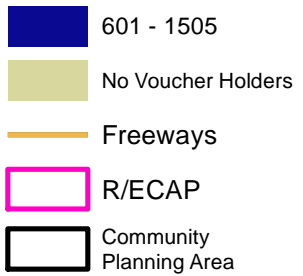 601 - 1505
No Voucher Holders
Freeways
R/ECAP
Community
Planning Area